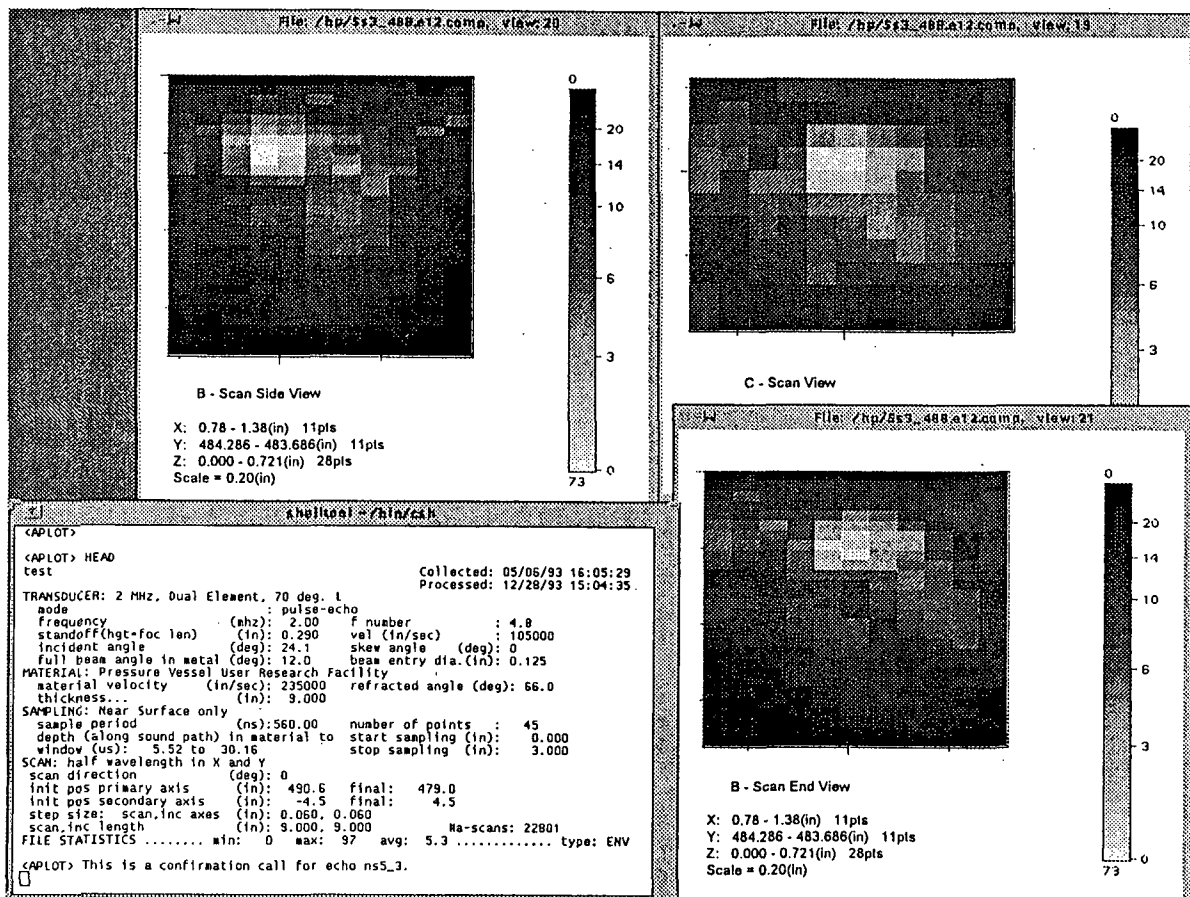 File: /hp/Ss3_488.e12.comp, view:20
0
20
14
10
6
3
0
73
B - Scan Side View
X: 0.78 - 1.38(in) 11pts
Y: 484.286 - 483.686(in) 11pts
Z: 0.000 - 0.721(in) 28pts
Scale = 0.20(in)
File: /hp/Ss3_488.e12.comp, view:19
0
20
14
10
6
3
C - Scan View
shelltool - /bin/csh
<APLOT>
<APLOT> HEAD
test Collected: 05/06/93 16:05:29
Processed: 12/28/93 15:04:35
TRANSDUCER: 2 MHz, Dual Element, 70 deg. L
mode : pulse-echo
frequency (mhz): 2.00 f number : 4.8
standoff(hgt+foc len) (in): 0.290 vel (in/sec) : 105000
incident angle (deg): 24.1 skew angle (deg): 0
full beam angle in metal (deg): 12.0 beam entry dia.(in): 0.125
MATERIAL: Pressure Vessel User Research Facility
material velocity (in/sec): 235000 refracted angle (deg): 66.0
thickness... (in): 9.000
SAMPLING: Near Surface only
sample period (ns):560.00 number of points : 45
depth (along sound path) in material to start sampling (in): 0.000
window (us): 5.52 to 30.16 stop sampling (in): 3.000
SCAN: half wavelength in X and Y
scan direction (deg): 0
init pos primary axis (in): 490.6 final: 479.0
init pos secondary axis (in): -4.5 final: 4.5
step size: scan,inc axes (in): 0.060, 0.060
scan,inc length (in): 9.000, 9.000 Na-scans: 22801
FILE STATISTICS ........ min: 0 max: 97 avg: 5.3 ............. type: ENV
<APLOT> This is a confirmation call for echo ns5_3.
File: /hp/Ss3_488.e12.comp, view:21
0
20
14
10
6
3
0
73
B - Scan End View
X: 0.78 - 1.38(in) 11pts
Y: 484.286 - 483.686(in) 11pts
Z: 0.000 - 0.721(in) 28pts
Scale = 0.20(in)